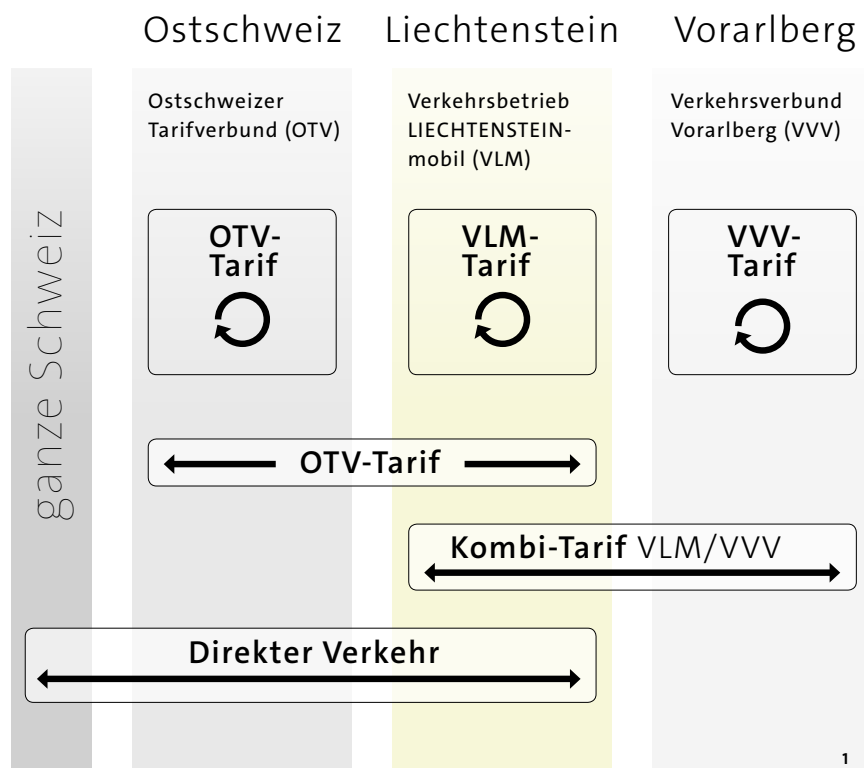 Ostschweiz
Liechtenstein
Vorarlberg
Ostschweizer
Tarifverbund (OTV)
Verkehrsbetrieb
LIECHTENSTEIN-
mobil (VLM)
Verkehrsverbund
Vorarlberg (VVV)
ganze Schweiz
OTV-
Tarif
VLM-
Tarif
VVV-
Tarif
OTV-Tarif
Kombi-Tarif VLM/VVV
Direkter Verkehr
1